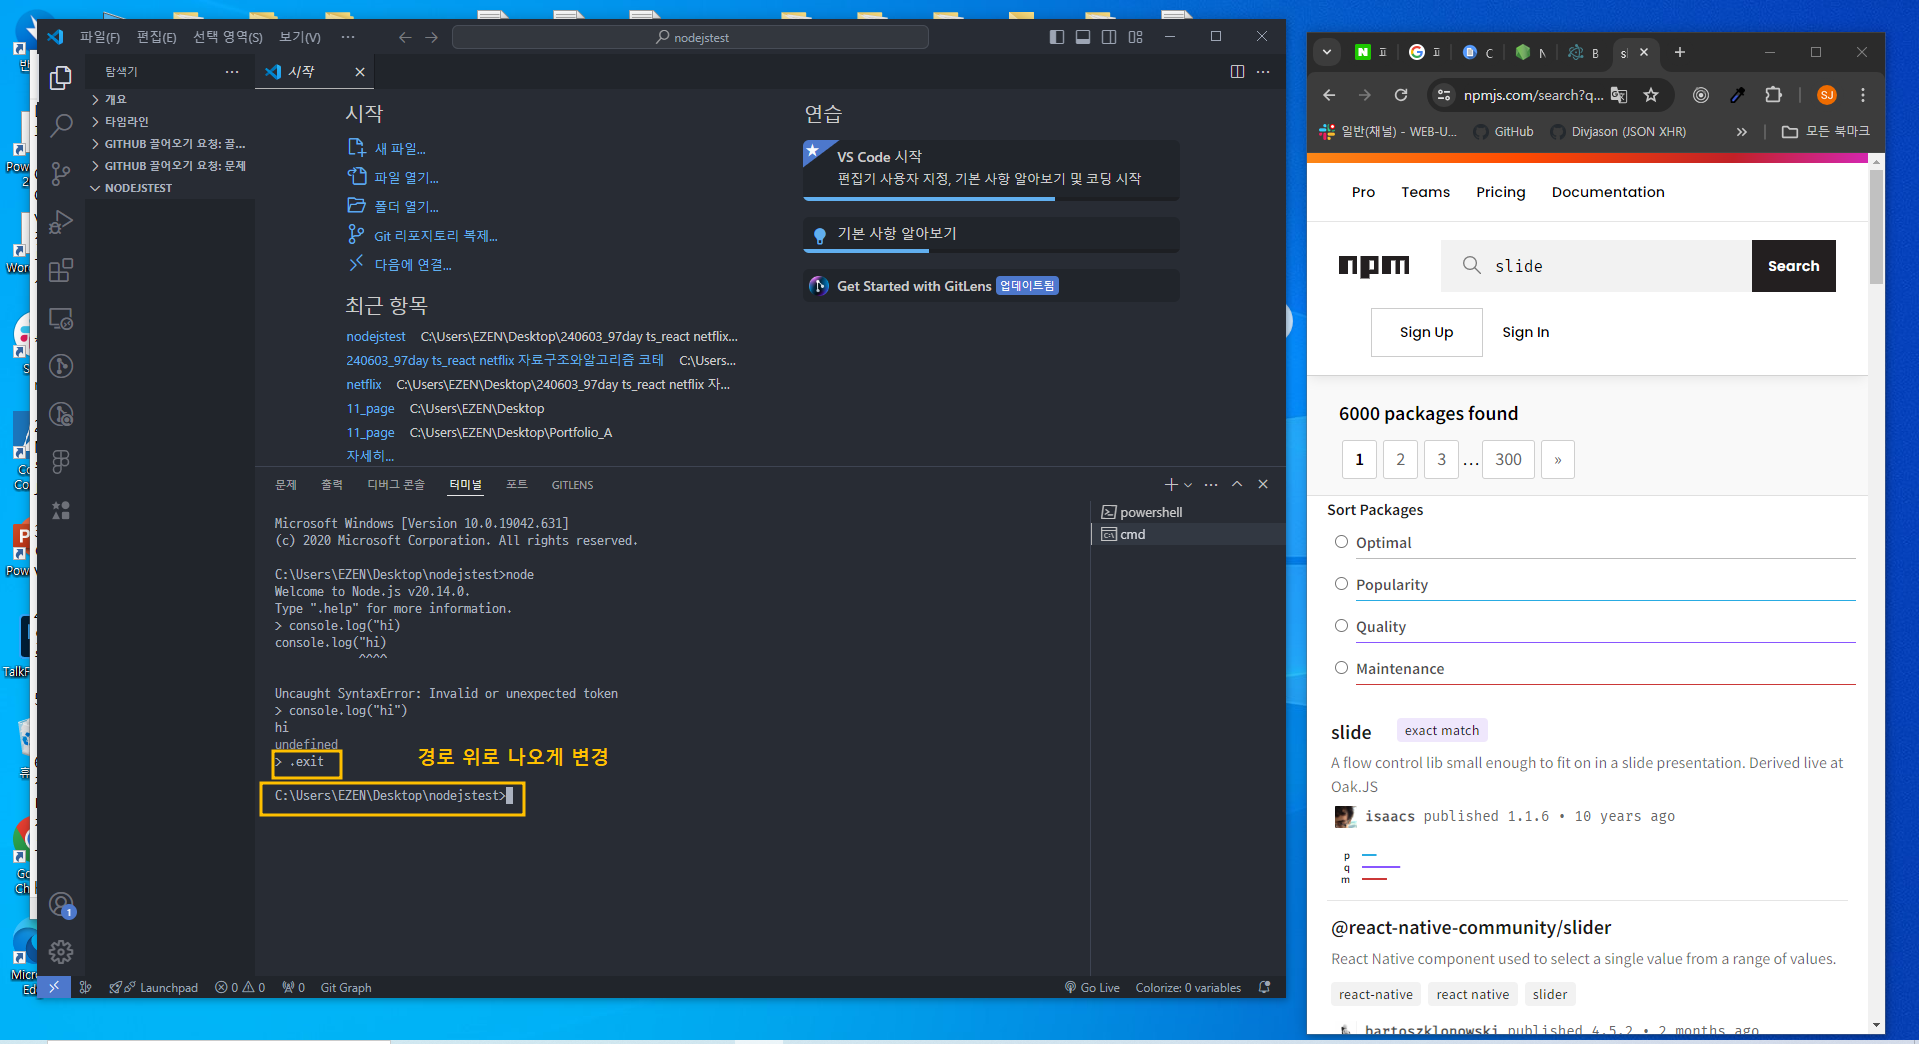 파일(F) 편집(E) 선택 영역(S) 보기(V) ··· nodejstest
탐색기 ···
개요
타임라인
GITHUB 끌어오기 요청: 끌...
GITHUB 끌어오기 요청: 문제
NODEJSTEST
시작
시작
새 파일...
파일 열기...
폴더 열기...
Git 리포지토리 복제...
다음에 연결...
최근 항목
nodejstest C:\Users\EZEN\Desktop\240603_97day ts_react netflix...
240603_97day ts_react netflix 자료구조와알고리즘 코테 C:\Users...
netflix C:\Users\EZEN\Desktop\240603_97day ts_react netflix 자...
11_page C:\Users\EZEN\Desktop
11_page C:\Users\EZEN\Desktop\Portfolio_A
자세히...
연습
VS Code 시작
편집기 사용자 지정, 기본 사항 알아보기 및 코딩 시작
기본 사항 알아보기
Get Started with GitLens 업데이트됨
문제 출력 디버그 콘솔 터미널 포트 GITLENS
powershell
cmd
Microsoft Windows [Version 10.0.19042.631]
(c) 2020 Microsoft Corporation. All rights reserved.
C:\Users\EZEN\Desktop\nodejstest>node
Welcome to Node.js v20.14.0.
Type ".help" for more information.
> console.log("hi)
console.log("hi)
^^^^
Uncaught SyntaxError: Invalid or unexpected token
> console.log("hi")
hi
undefined
> .exit
경로 위로 나오게 변경
C:\Users\EZEN\Desktop\nodejstest>
1
Launchpad 0 0 0 Git Graph
Go Live Colorize: 0 variables
npmjs.com/search?q... SJ
일반(채널) - WEB-U... GitHub Divjason (JSON XHR) » 모든 북마크
Pro Teams Pricing Documentation
npm slide Search
Sign Up Sign In
6000 packages found
1 2 3 ... 300 »
Sort Packages
Optimal
Popularity
Quality
Maintenance
slide exact match
A flow control lib small enough to fit on in a slide presentation. Derived live at
Oak.JS
isaacs published 1.1.6 • 10 years ago
p
q
m
@react-native-community/slider
React Native component used to select a single value from a range of values.
react-native react native slider
bartoszklonowski published 4.5.2 • 2 months ago